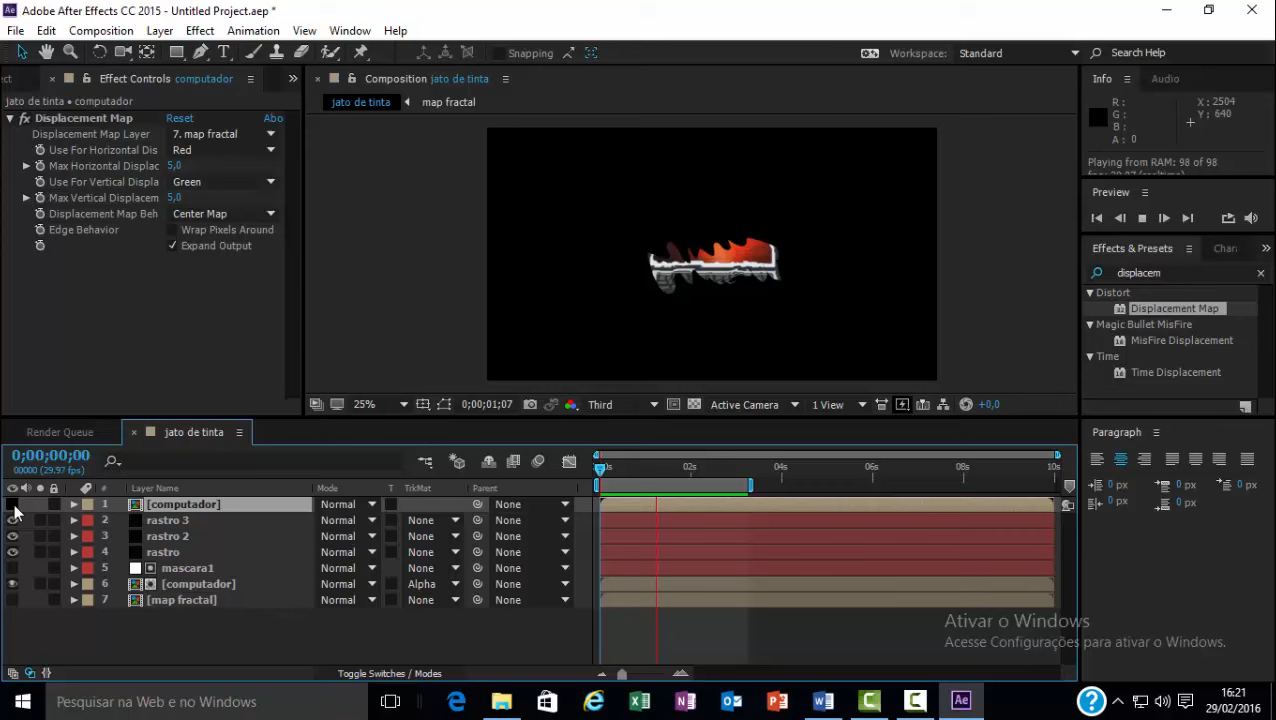 Adobe After Effects CC 2015 - Untitled Project.aep *
File Edit Composition Layer Effect Animation View Window Help
Snapping Workspace: Standard Search Help
ct Effect Controls computador Composition jato de tinta Info Audio
jato de tinta • computador jato de tinta map fractal
R: X: 2504
G: Y: 640
B:
A: 0
Displacement Map Reset Abo
Displacement Map Layer 7. map fractal
Use For Horizontal Dis Red
Max Horizontal Displac 5,0
Use For Vertical Displa Green
Max Vertical Displacem 5,0
Displacement Map Beh Center Map
Edge Behavior Wrap Pixels Around
Expand Output
Playing from RAM: 98 of 98
fps: 29,97 (realtime)
Preview
Effects & Presets Chara
displacem
Distort
Displacement Map
Magic Bullet MisFire
MisFire Displacement
Time
Time Displacement
25% 0;00;01;07 Third Active Camera 1 View +0,0
Render Queue jato de tinta Paragraph
0;00;00;00
00000 (29.97 fps)
02s 04s 06s 08s 10s
# Layer Name Mode T TrkMat Parent
1 [computador] Normal None
2 rastro 3 Normal None None
3 rastro 2 Normal None None
4 rastro Normal None None
5 mascara1 Normal None None
6 [computador] Normal Alpha None
7 [map fractal] Normal None None
0 px 0 px 0 px
0 px 0 px
Toggle Switches / Modes
Ativar o Windows
Acesse Configurações para ativar o Windows.
Pesquisar na Web e no Windows
16:21
29/02/2016